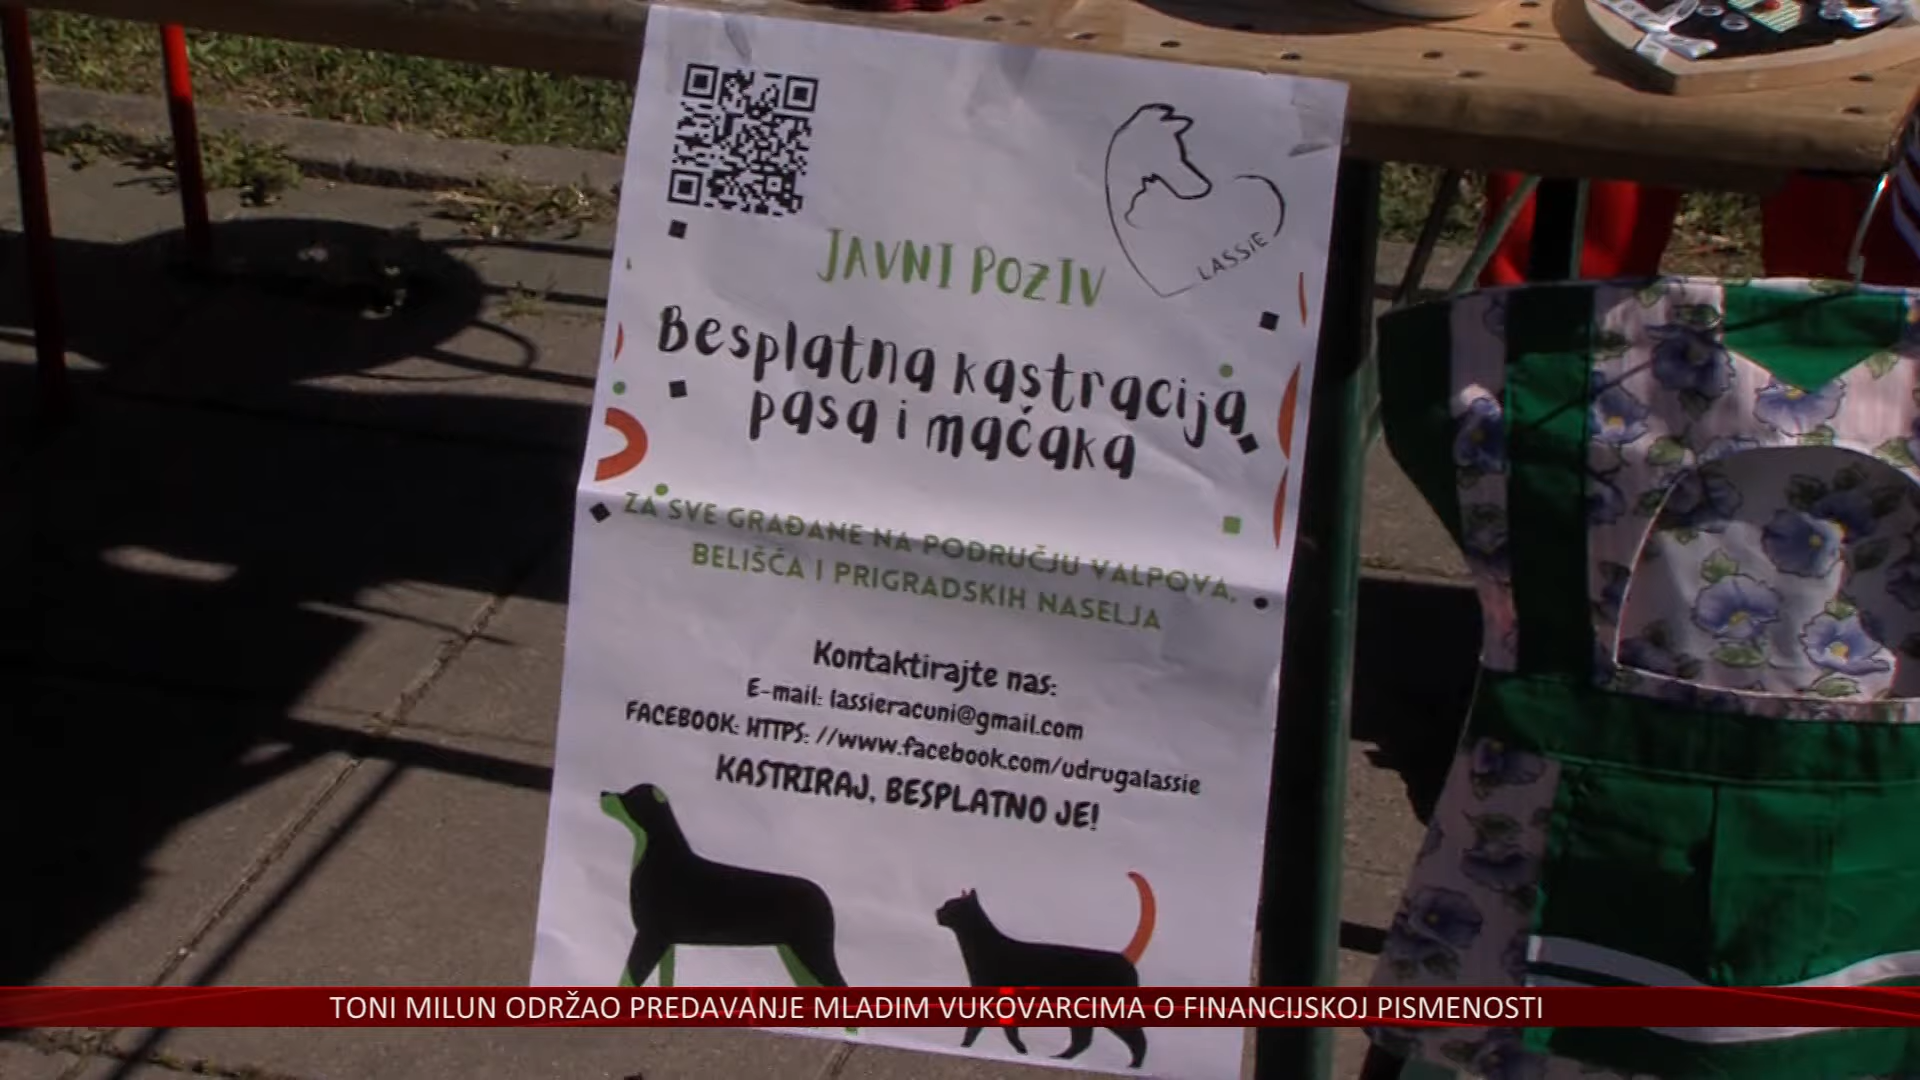 LASSIE
JAVNI POZIV
Besplatna kastracija
pasa i mačaka
ZA SVE GRAĐANE NA PODRUČJU VALPOVA,
BELIŠĆA I PRIGRADSKIH NASELJA
Kontaktirajte nas:
E-mail: lassieracuni@gmail.com
FACEBOOK: HTTPS: //www.facebook.com/udrugalassie
KASTRIRAJ, BESPLATNO JE!
TONI MILUN ODRŽAO PREDAVANJE MLADIM VUKOVARCIMA O FINANCIJSKOJ PISMENOSTI